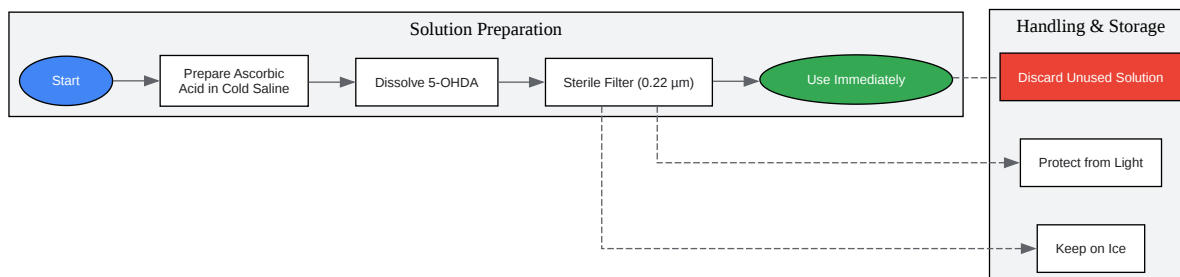 Solution Preparation
Handling & Storage
Start
Prepare Ascorbic
Acid in Cold Saline
Dissolve 5-OHDA
Sterile Filter (0.22 µm)
Use Immediately
Discard Unused Solution
Protect from Light
Keep on Ice